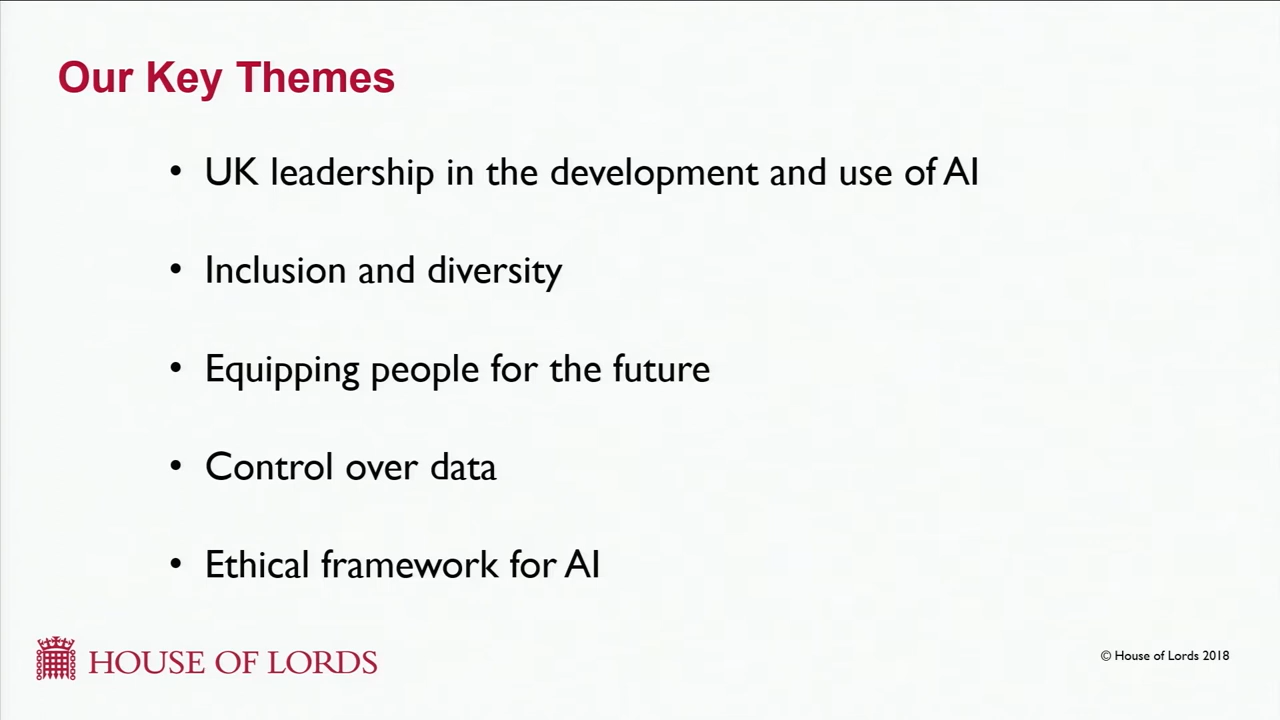 Our Key Themes
• UK leadership in the development and use of AI
• Inclusion and diversity
• Equipping people for the future
• Control over data
• Ethical framework for AI
HOUSE OF LORDS
© House of Lords 2018